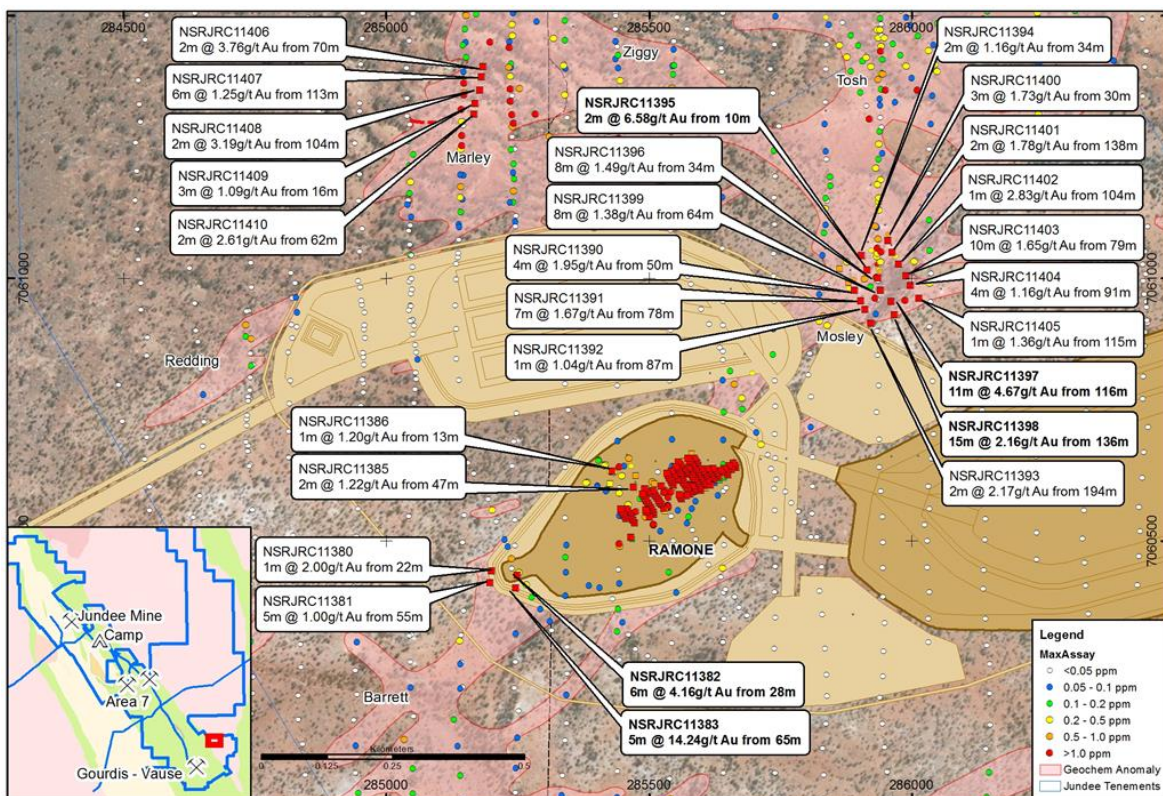 284500
285000
285500
286000
NSRJRC11406
2m @ 3.76g/t Au from 70m
NSRJRC11407
6m @ 1.25g/t Au from 113m
NSRJRC11408
2m @ 3.19g/t Au from 104m
NSRJRC11409
3m @ 1.09g/t Au from 16m
NSRJRC11410
2m @ 2.61g/t Au from 62m
Marley
Ziggy
Tosh
NSRJRC11395
2m @ 6.58g/t Au from 10m
NSRJRC11396
8m @ 1.49g/t Au from 34m
NSRJRC11399
8m @ 1.38g/t Au from 64m
NSRJRC11390
4m @ 1.95g/t Au from 50m
NSRJRC11391
7m @ 1.67g/t Au from 78m
NSRJRC11392
1m @ 1.04g/t Au from 87m
NSRJRC11394
2m @ 1.16g/t Au from 34m
NSRJRC11400
3m @ 1.73g/t Au from 30m
NSRJRC11401
2m @ 1.78g/t Au from 138m
NSRJRC11402
1m @ 2.83g/t Au from 104m
NSRJRC11403
10m @ 1.65g/t Au from 79m
NSRJRC11404
4m @ 1.16g/t Au from 91m
NSRJRC11405
1m @ 1.36g/t Au from 115m
NSRJRC11397
11m @ 4.67g/t Au from 116m
NSRJRC11398
15m @ 2.16g/t Au from 136m
NSRJRC11393
2m @ 2.17g/t Au from 194m
7061000
7061000
Mosley
Redding
NSRJRC11386
1m @ 1.20g/t Au from 13m
NSRJRC11385
2m @ 1.22g/t Au from 47m
RAMONE
7060500
NSRJRC11380
1m @ 2.00g/t Au from 22m
NSRJRC11381
5m @ 1.00g/t Au from 55m
NSRJRC11382
6m @ 4.16g/t Au from 28m
NSRJRC11383
5m @ 14.24g/t Au from 65m
Barrett
Jundee Mine
Camp
Area 7
Gourdis - Vause
Kilometers
0
0.125
0.25
0.5
285000
285500
286000
Legend
MaxAssay
<0.05 ppm
0.05 - 0.1 ppm
0.1 - 0.2 ppm
0.2 - 0.5 ppm
0.5 - 1.0 ppm
>1.0 ppm
Geochem Anomaly
Jundee Tenements